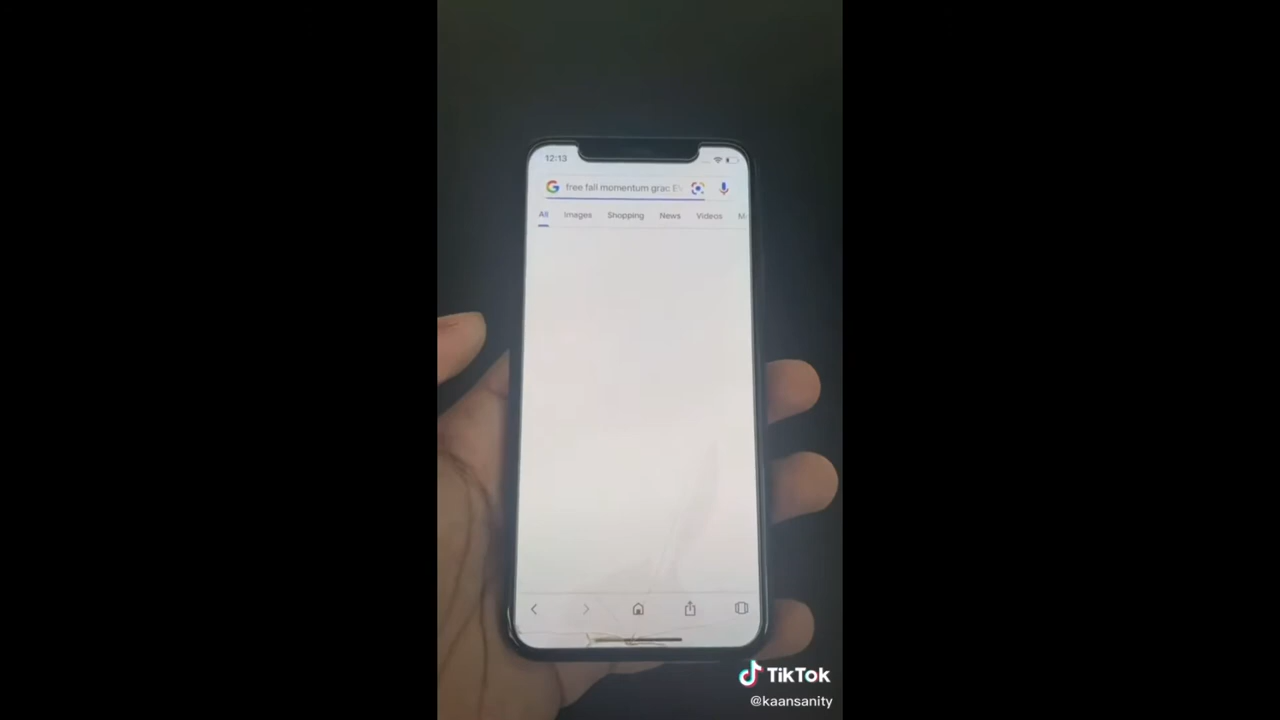 12:13
free fall momentum grac E
All Images Shopping News Videos M
TikTok
@kaansanity